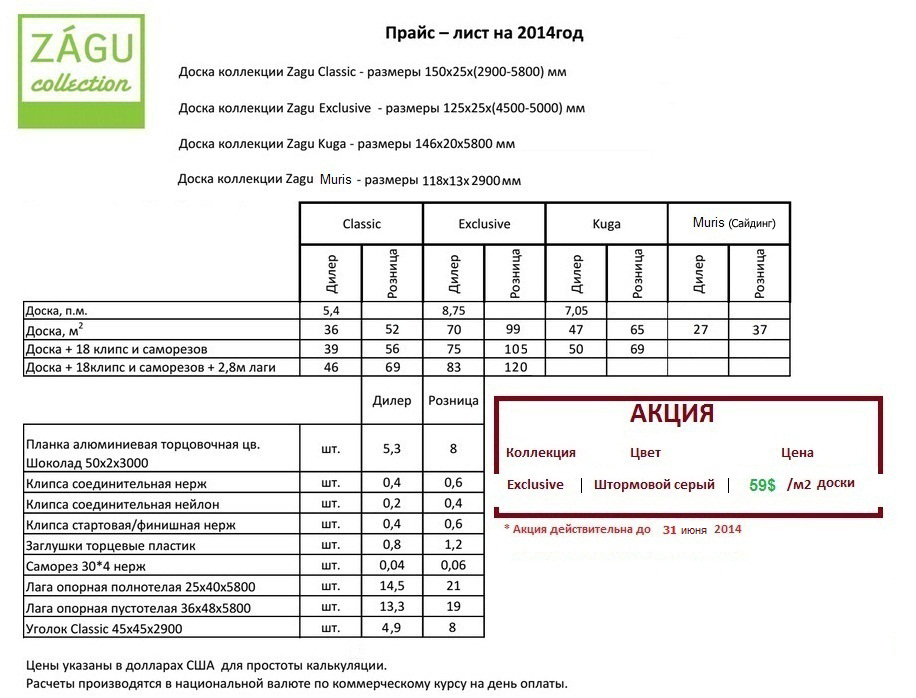 ZÁGU
collection
Прайс – лист на 2014год
Доска коллекции Zagu Classic - размеры 150x25x(2900-5800) мм
Доска коллекции Zagu Exclusive - размеры 125x25x(4500-5000) мм
Доска коллекции Zagu Kuga - размеры 146x20x5800 мм
Доска коллекции Zagu Muris - размеры 118x13x2900мм
Classic Exclusive Kuga Muris (Сайдинг)
Дилер Розница Дилер Розница Дилер Розница Дилер Розница
Доска, п.м. 5,4 8,75 7,05
Доска, м² 36 52 70 99 47 65 27 37
Доска + 18 клипс и саморезов 39 56 75 105 50 69
Доска + 18клипс и саморезов + 2,8м лаги 46 69 83 120
Дилер Розница
Планка алюминиевая торцовочная цв.
Шоколад 50x2x3000 шт. 5,3 8
Клипса соединительная нерж шт. 0,4 0,6
Клипса соединительная нейлон шт. 0,2 0,4
Клипса стартовая/финишная нерж шт. 0,4 0,6
Заглушки торцевые пластик шт. 0,8 1,2
Саморез 30*4 нерж шт. 0,04 0,06
Лага опорная полнотелая 25x40x5800 шт. 14,5 21
Лага опорная пустотелая 36x48x5800 шт. 13,3 19
Уголок Classic 45x45x2900 шт. 4,9 8
АКЦИЯ
Коллекция Цвет Цена
Exclusive | Штормовой серый | 59$ /м2 доски
* Акция действительна до 31 июня 2014
Цены указаны в долларах США для простоты калькуляции.
Расчеты производятся в национальной валюте по коммерческому курсу на день оплаты.